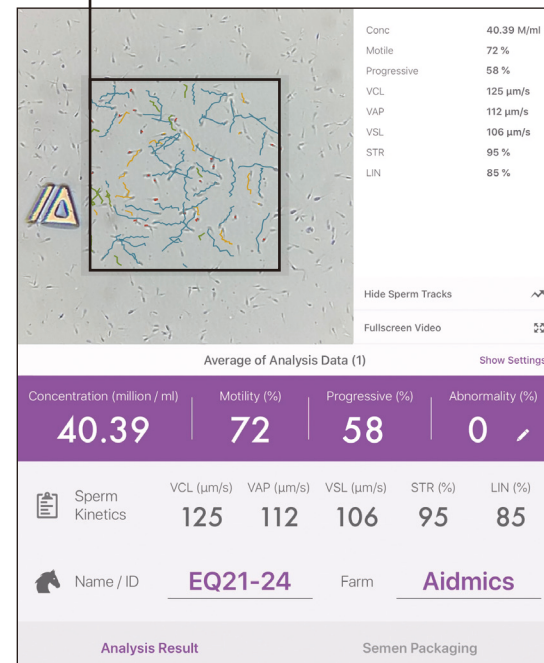 Conc 40.39 M/ml
Motile 72 %
Progressive 58 %
VCL 125 µm/s
VAP 112 µm/s
VSL 106 µm/s
STR 95 %
LIN 85 %
Hide Sperm Tracks
Fullscreen Video
Average of Analysis Data (1) Show Settings
Concentration (million / ml) Motility (%) Progressive (%) Abnormality (%)
40.39 72 58 0
VCL (µm/s) VAP (µm/s) VSL (µm/s) STR (%) LIN (%)
Sperm
Kinetics
125 112 106 95 85
Name / ID EQ21-24 Farm Aidmics
Analysis Result Semen Packaging